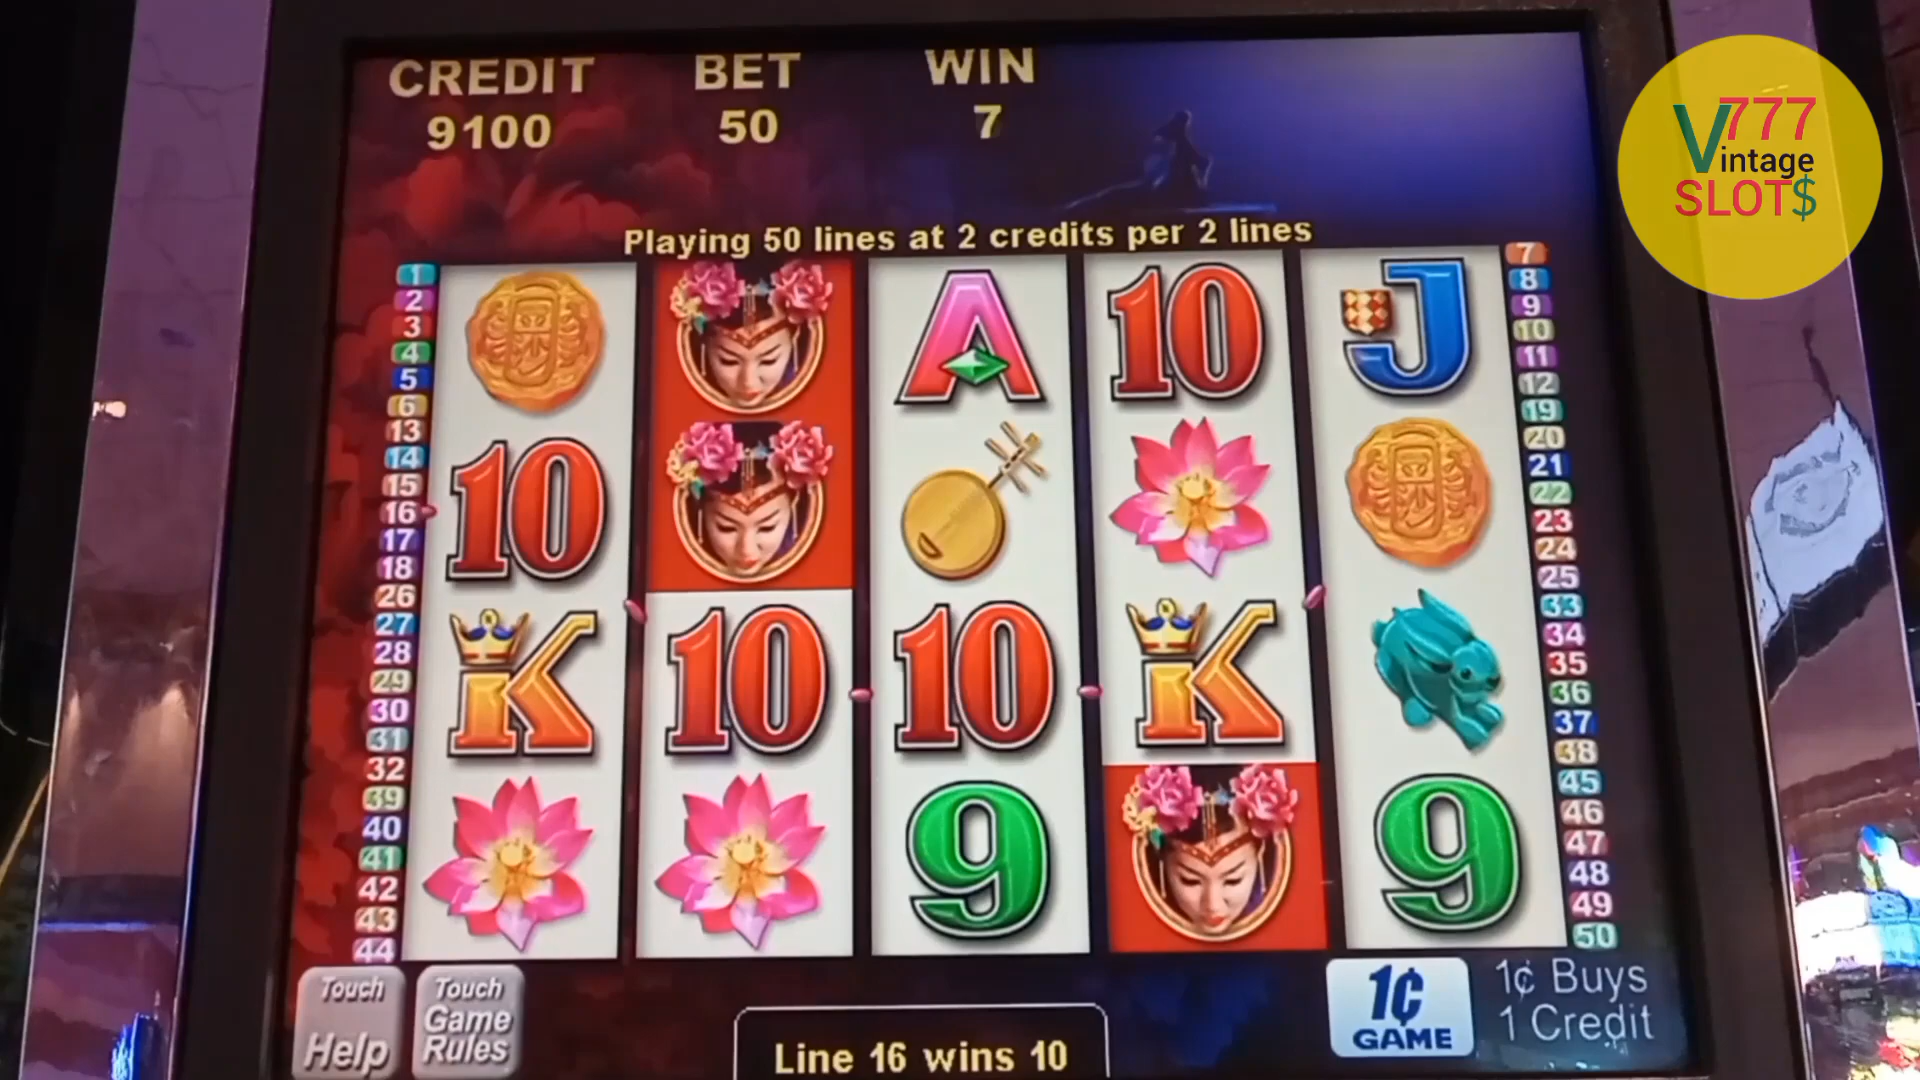 CREDIT BET WIN
9100 50 7
777
Vintage
SLOT$
Playing 50 lines at 2 credits per 2 lines
1 7
2 8
3 9
4 10
5 11
6 12
13 19
14 20
15 21
16 22
17 23
18 24
26 25
27 33
28 34
29 35
30 36
31 37
32 38
39 45
40 46
41 47
42 48
43 49
44 50
A 10 J
10
K 10 10 K
9 9
Touch
Help
Touch
Game
Rules
Line 16 wins 10
1¢
GAME
1¢ Buys
1 Credit